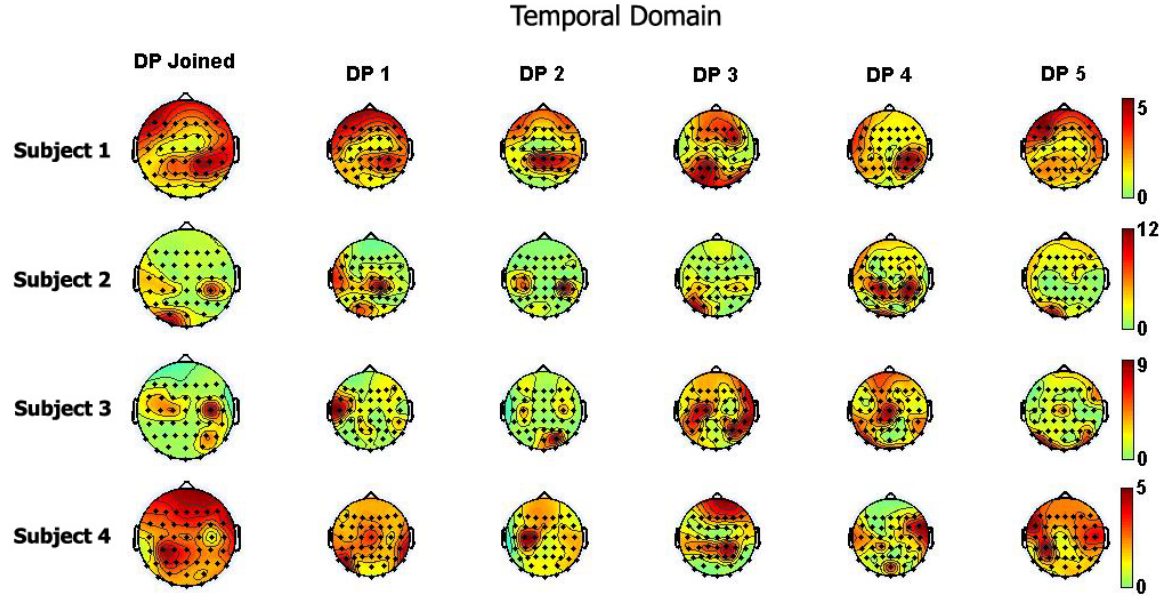 Temporal Domain
DP Joined DP 1 DP 2 DP 3 DP 4 DP 5
Subject 1
5
0
Subject 2
12
0
Subject 3
9
0
Subject 4
5
0